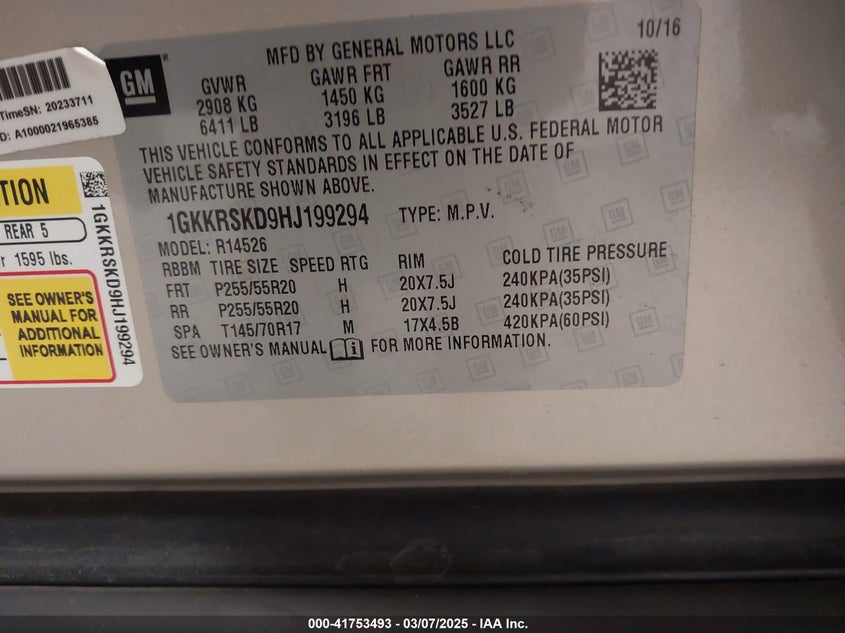 TimeSN: 20233711
D: A1000021965385
TION
REAR 5
r 1595 lbs.
SEE OWNER'S
MANUAL FOR
ADDITIONAL
INFORMATION
1GKKRSKD9HJ199294
GM
MFD BY GENERAL MOTORS LLC
10/16
GVWR GAWR FRT GAWR RR
2908 KG 1450 KG 1600 KG
6411 LB 3196 LB 3527 LB
THIS VEHICLE CONFORMS TO ALL APPLICABLE U.S. FEDERAL MOTOR
VEHICLE SAFETY STANDARDS IN EFFECT ON THE DATE OF
MANUFACTURE SHOWN ABOVE.
1GKKRSKD9HJ199294 TYPE: M.P.V.
MODEL: R14526
RBBM TIRE SIZE SPEED RTG RIM COLD TIRE PRESSURE
FRT P255/55R20 H 20X7.5J 240KPA(35PSI)
RR P255/55R20 H 20X7.5J 240KPA(35PSI)
SPA T145/70R17 M 17X4.5B 420KPA(60PSI)
SEE OWNER'S MANUAL FOR MORE INFORMATION.
000-41753493 - 03/07/2025 - IAA Inc.